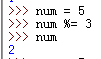 >>> num = 5
>>> num %= 3
>>> num
2